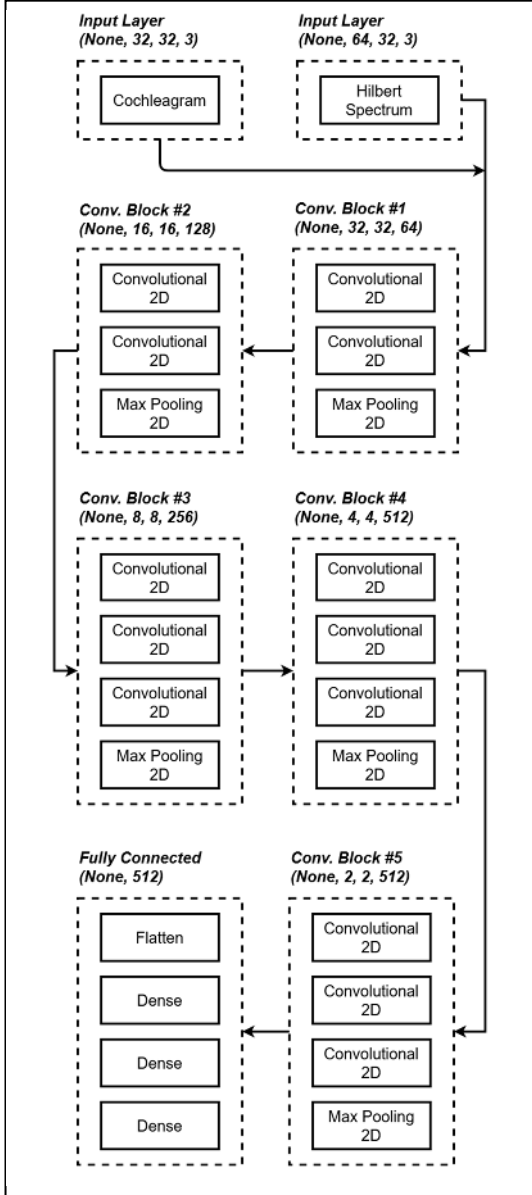 Input Layer
(None, 32, 32, 3)
Cochleagram
Input Layer
(None, 64, 32, 3)
Hilbert
Spectrum
Conv. Block #2
(None, 16, 16, 128)
Convolutional
2D
Convolutional
2D
Max Pooling
2D
Conv. Block #1
(None, 32, 32, 64)
Convolutional
2D
Convolutional
2D
Max Pooling
2D
Conv. Block #3
(None, 8, 8, 256)
Convolutional
2D
Convolutional
2D
Convolutional
2D
Max Pooling
2D
Conv. Block #4
(None, 4, 4, 512)
Convolutional
2D
Convolutional
2D
Convolutional
2D
Max Pooling
2D
Fully Connected
(None, 512)
Flatten
Dense
Dense
Dense
Conv. Block #5
(None, 2, 2, 512)
Convolutional
2D
Convolutional
2D
Convolutional
2D
Max Pooling
2D